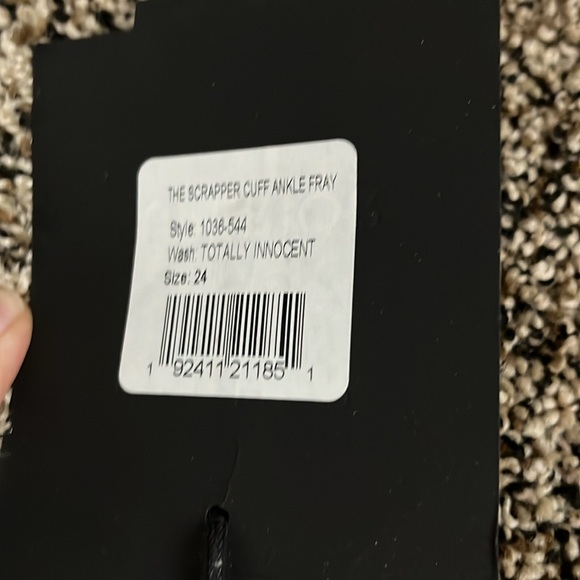 THE SCRAPPER CUFF ANKLE FRAY
Style: 1036-544
Wash: TOTALLY INNOCENT
Size: 24
1 92411 21185 1